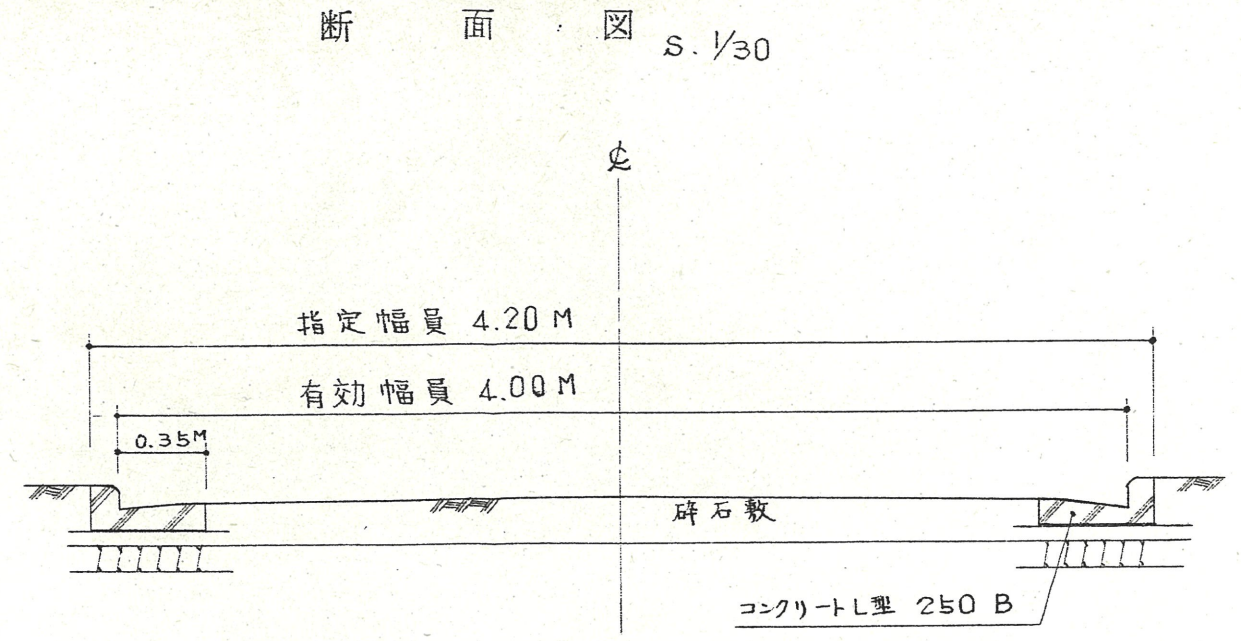 断面図 S. 1/30
℄
指定幅員 4.20 M
有効幅員 4.00 M
0.35M
砕石敷
コンクリートL型 250 B